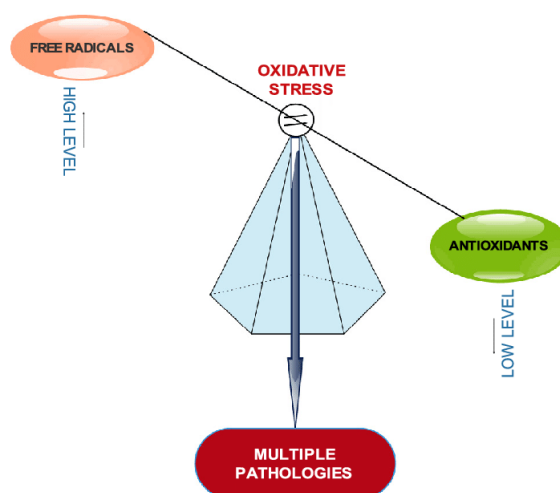 FREE RADICALS
OXIDATIVE
STRESS
HIGH LEVEL
ANTIOXIDANTS
LOW LEVEL
MULTIPLE
PATHOLOGIES